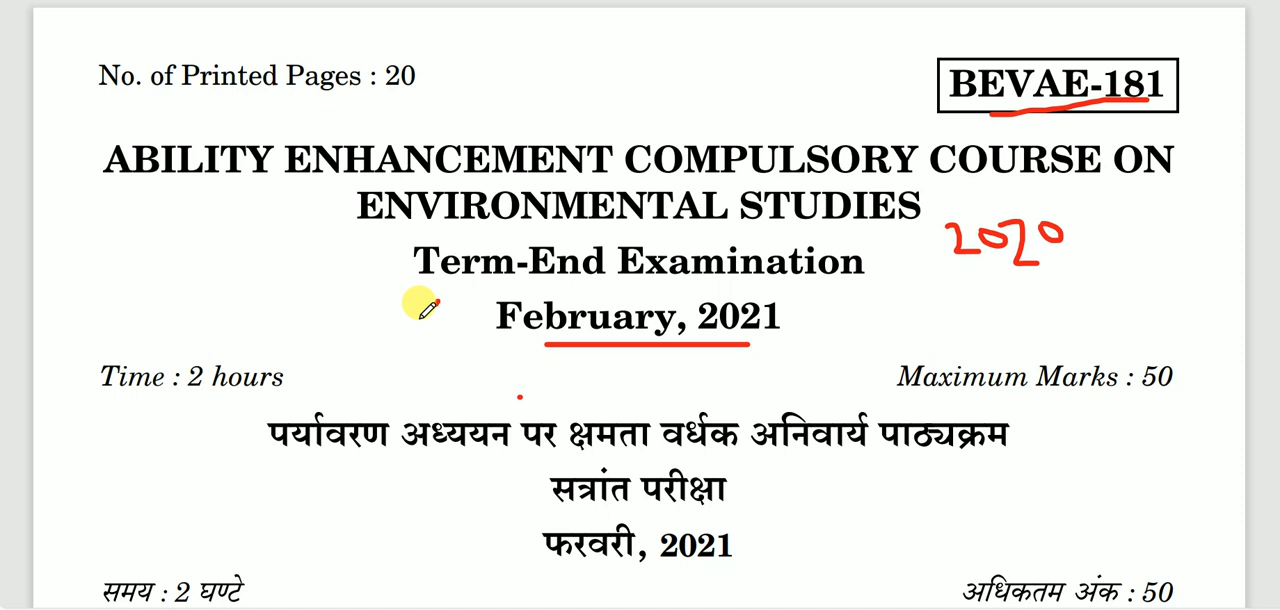 No. of Printed Pages : 20
BEVAE-181
ABILITY ENHANCEMENT COMPULSORY COURSE ON
ENVIRONMENTAL STUDIES
2020
Term-End Examination
February, 2021
Time : 2 hours
Maximum Marks : 50
पर्यावरण अध्ययन पर क्षमता वर्धक अनिवार्य पाठ्यक्रम
सत्रांत परीक्षा
फरवरी, 2021
समय : 2 घण्टे
अधिकतम अंक : 50